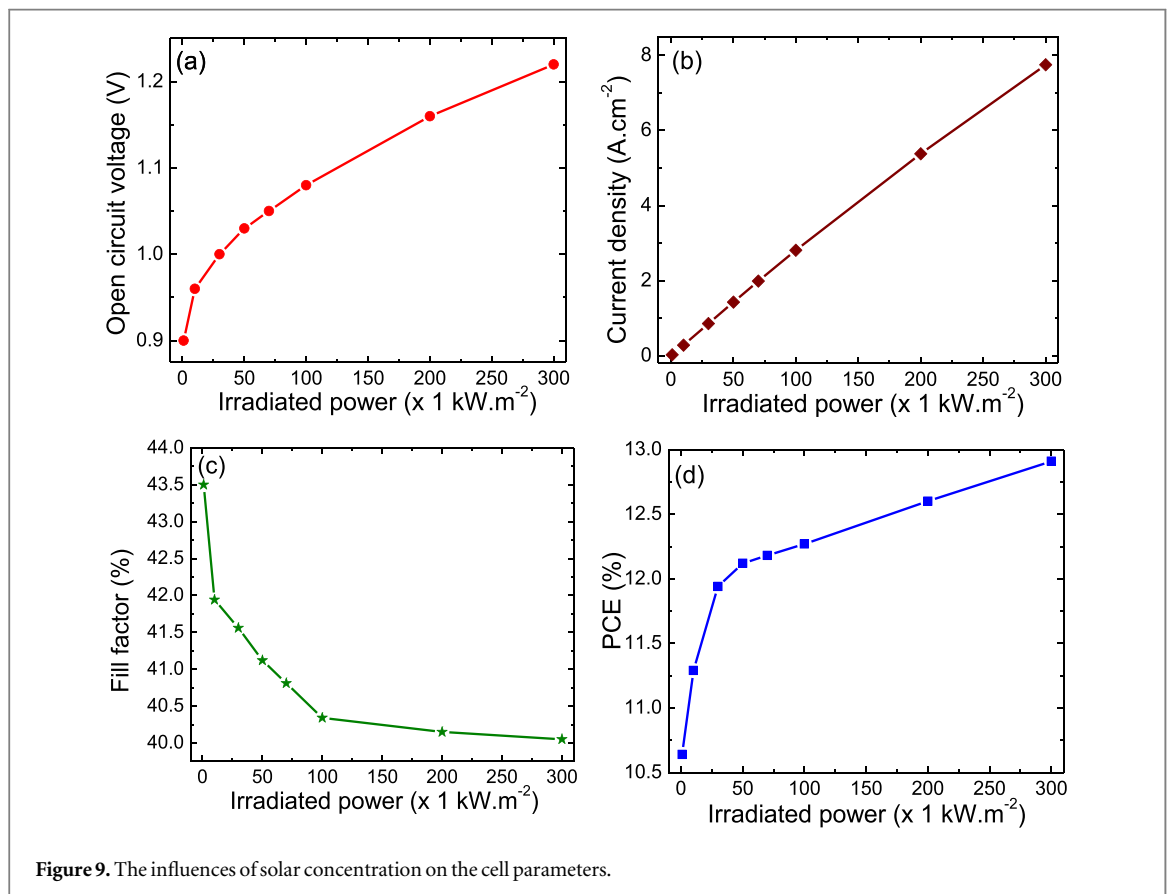 (a)
1.2
1.1
1.0
0.9
Open circuit voltage (V)
0 50 100 150 200 250 300
Irradiated power (x 1 kW.m-2)
(b)
8
6
4
2
0
Current density (A.cm-2)
0 50 100 150 200 250 300
Irradiated power (x 1 kW.m-2)
(c)
44.0
43.5
43.0
42.5
42.0
41.5
41.0
40.5
40.0
Fill factor (%)
0 50 100 150 200 250 300
Irradiated power (x 1 kW.m-2)
(d)
13.0
12.5
12.0
11.5
11.0
10.5
PCE (%)
0 50 100 150 200 250 300
Irradiated power (x 1 kW.m-2)
Figure 9. The influences of solar concentration on the cell parameters.